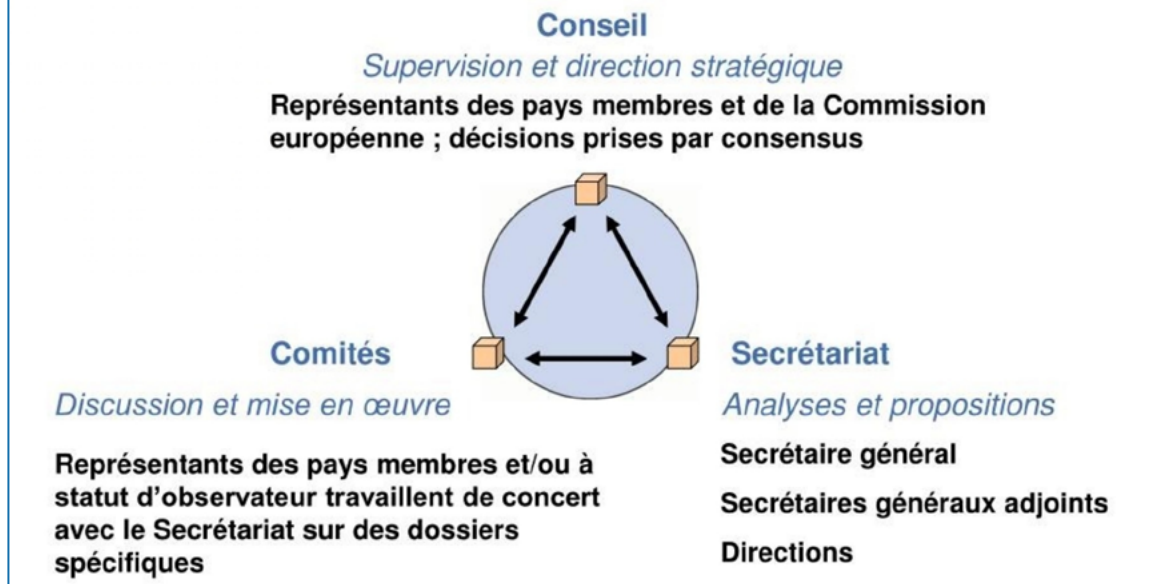 Conseil
Supervision et direction stratégique
Représentants des pays membres et de la Commission
européenne ; décisions prises par consensus
Comités
Discussion et mise en œuvre
Représentants des pays membres et/ou à
statut d'observateur travaillent de concert
avec le Secrétariat sur des dossiers
spécifiques
Secrétariat
Analyses et propositions
Secrétaire général
Secrétaires généraux adjoints
Directions